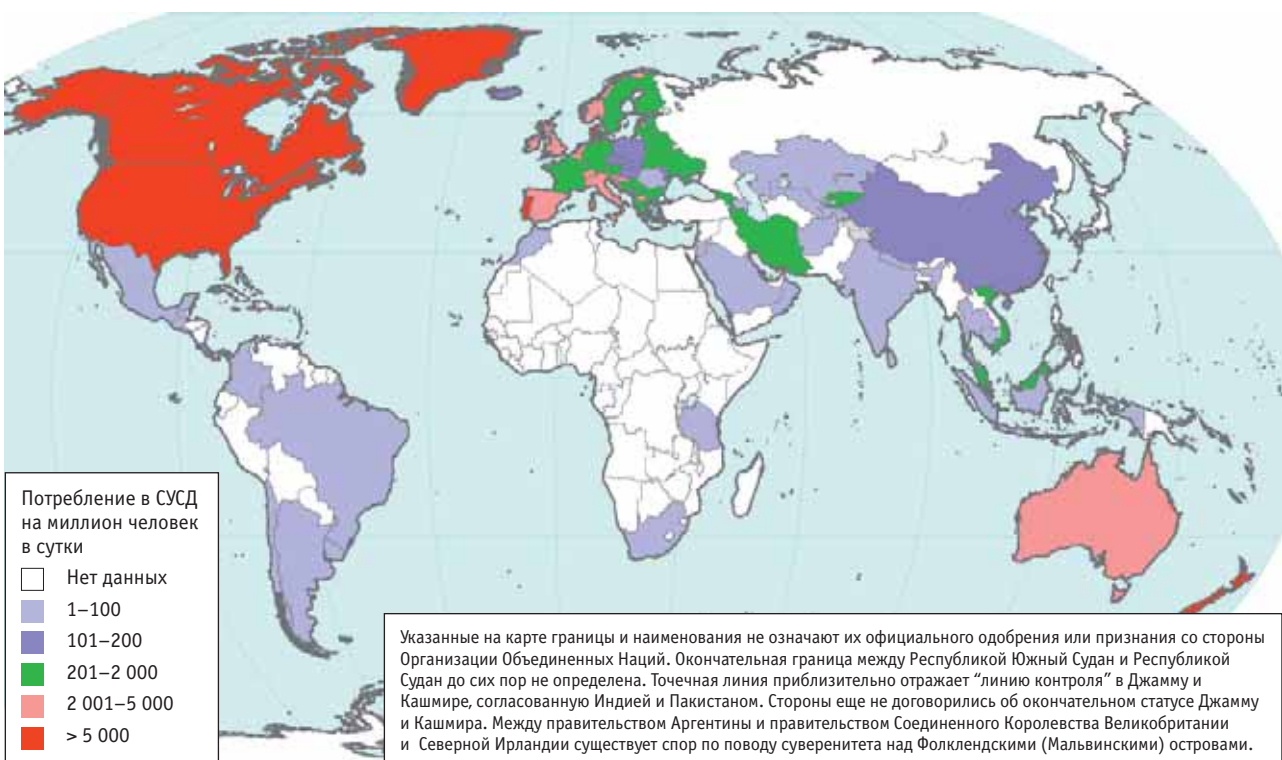 Потребление в СУСД
на миллион человек
в сутки
Нет данных
1–100
101–200
201–2 000
2 001–5 000
> 5 000
Указанные на карте границы и наименования не означают их официального одобрения или признания со стороны
Организации Объединенных Наций. Окончательная граница между Республикой Южный Судан и Республикой
Судан до сих пор не определена. Точечная линия приблизительно отражает “линию контроля” в Джамму и
Кашмире, согласованную Индией и Пакистаном. Стороны еще не договорились об окончательном статусе Джамму
и Кашмира. Между правительством Аргентины и правительством Соединенного Королевства Великобритании
и Северной Ирландии существует спор по поводу суверенитета над Фолклендскими (Мальвинскими) островами.